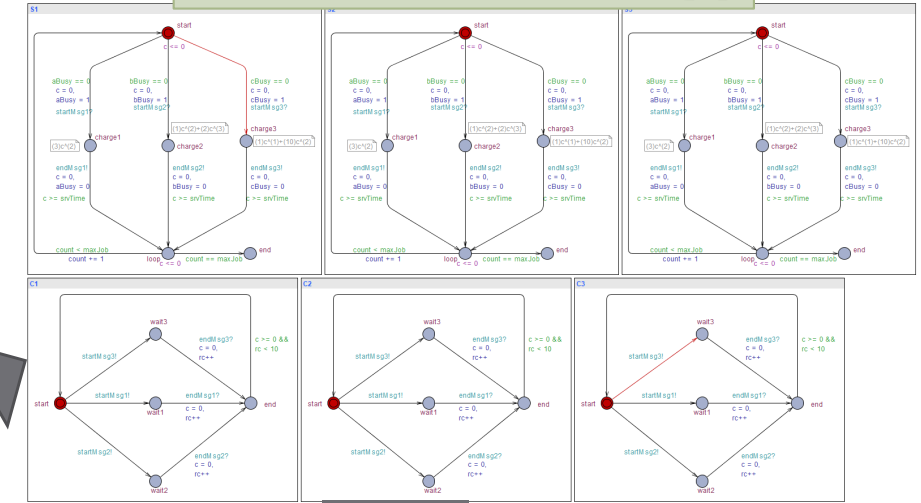 S1
start
c <= 0
aBusy == 0
c = 0,
aBusy = 1
startMsg1?
bBusy == 0
c = 0,
bBusy = 1
startMsg2?
cBusy == 0
c = 0,
cBusy = 1
startMsg3?
charge1
(3)c^(2)
(1)c^(2)+(2)c^(3)
charge2
charge3
(1)c^(1)+(10)c^(2)
endMsg1!
c = 0,
aBusy = 0
c >= srvTime
endMsg2!
c = 0,
bBusy = 0
c >= srvTime
endMsg3!
c = 0,
cBusy = 0
c >= srvTime
count < maxJob
count += 1
loop
c <= 0
count == maxJob
end
start
c <= 0
aBusy == 0
c = 0,
aBusy = 1
startMsg1?
bBusy == 0
c = 0,
bBusy = 1
startMsg2?
cBusy == 0
c = 0,
cBusy = 1
startMsg3?
charge1
(3)c^(2)
(1)c^(2)+(2)c^(3)
charge2
charge3
(1)c^(1)+(10)c^(2)
endMsg1!
c = 0,
aBusy = 0
c >= srvTime
endMsg2!
c = 0,
bBusy = 0
c >= srvTime
endMsg3!
c = 0,
cBusy = 0
c >= srvTime
count < maxJob
count += 1
loop
c <= 0
count == maxJob
end
start
c <= 0
aBusy == 0
c = 0,
aBusy = 1
startMsg1?
bBusy == 0
c = 0,
bBusy = 1
startMsg2?
cBusy == 0
c = 0,
cBusy = 1
startMsg3?
charge1
(3)c^(2)
(1)c^(2)+(2)c^(3)
charge2
charge3
(1)c^(1)+(10)c^(2)
endMsg1!
c = 0,
aBusy = 0
c >= srvTime
endMsg2!
c = 0,
bBusy = 0
c >= srvTime
endMsg3!
c = 0,
cBusy = 0
c >= srvTime
count < maxJob
count += 1
loop
c <= 0
count == maxJob
end
C1
wait3
startMsg3!
endMsg3?
c = 0,
rc++
c >= 0 &&
rc < 10
start
startMsg1!
wait1
endMsg1?
c = 0,
rc++
end
startMsg2!
endMsg2?
c = 0,
rc++
wait2
C2
wait3
startMsg3!
endMsg3?
c = 0,
rc++
c >= 0 &&
rc < 10
start
startMsg1!
wait1
endMsg1?
c = 0,
rc++
end
startMsg2!
endMsg2?
c = 0,
rc++
wait2
C3
wait3
startMsg3!
endMsg3?
c = 0,
rc++
c >= 0 &&
rc < 10
start
startMsg1!
wait1
endMsg1?
c = 0,
rc++
end
startMsg2!
endMsg2?
c = 0,
rc++
wait2